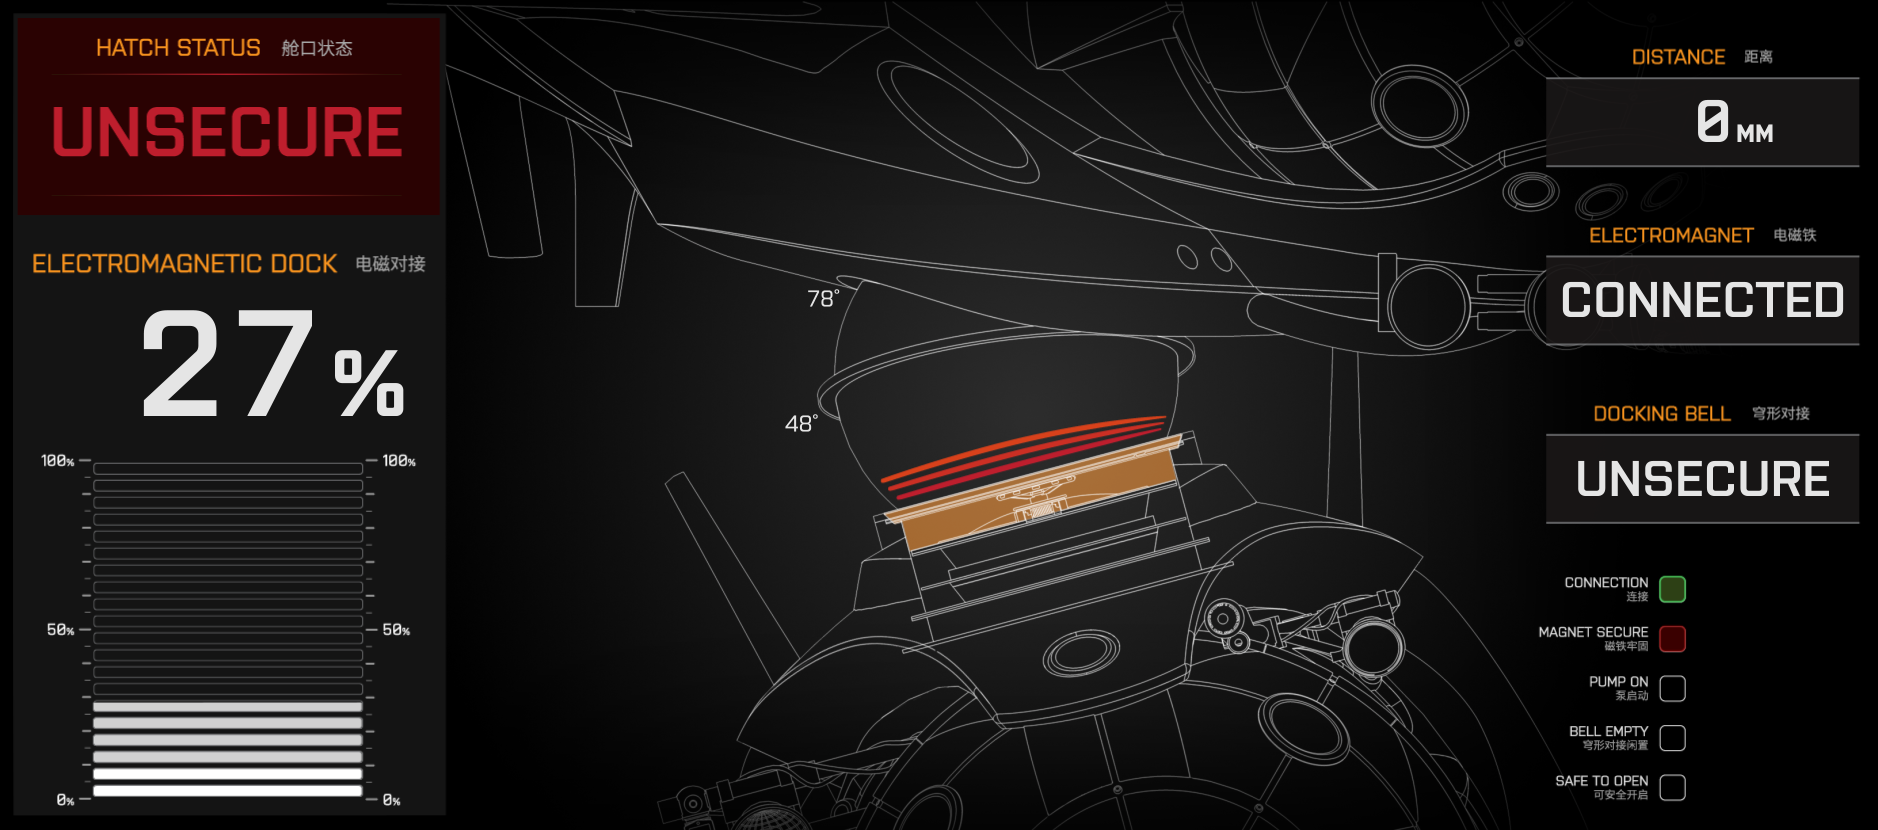 HATCH STATUS 舱口状态
UNSECURE
ELECTROMAGNETIC DOCK 电磁对接
27%
100% 100%
50% 50%
0% 0%
78°
48°
DISTANCE 距离
0 MM
ELECTROMAGNET 电磁铁
CONNECTED
DOCKING BELL 穹形对接
UNSECURE
CONNECTION
连接
MAGNET SECURE
磁铁牢固
PUMP ON
泵启动
BELL EMPTY
穹形对接闲置
SAFE TO OPEN
可安全开启